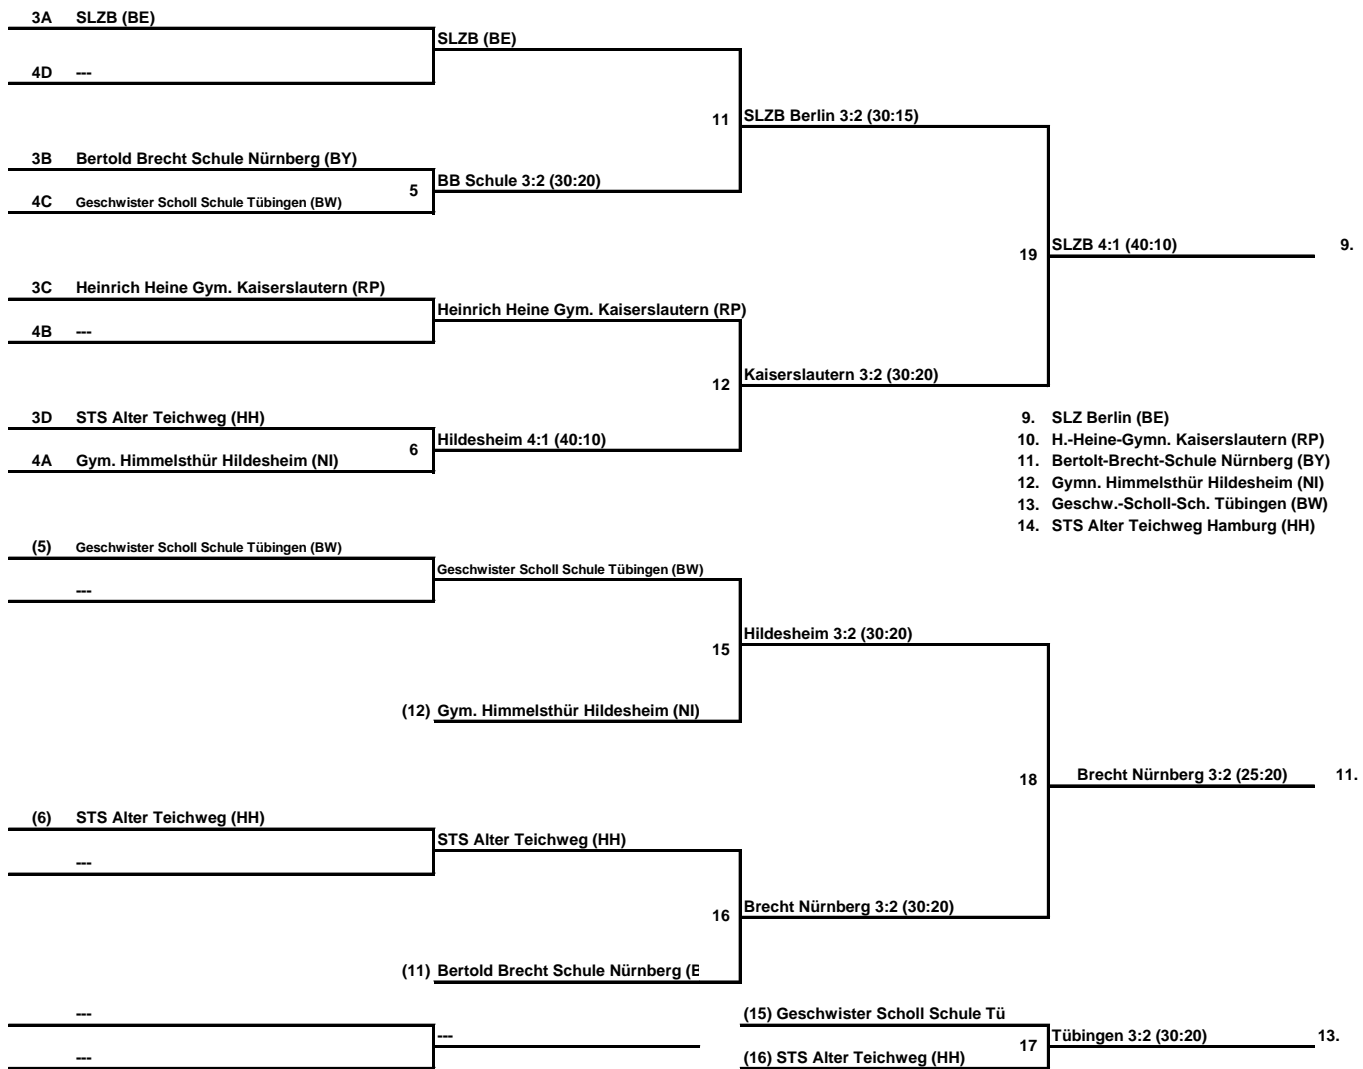 3A SLZB (BE)
SLZB (BE)
4D ---
11 SLZB Berlin 3:2 (30:15)
3B Bertold Brecht Schule Nürnberg (BY)
5 BB Schule 3:2 (30:20)
4C Geschwister Scholl Schule Tübingen (BW)
19 SLZB 4:1 (40:10) 9.
3C Heinrich Heine Gym. Kaiserslautern (RP)
Heinrich Heine Gym. Kaiserslautern (RP)
4B ---
12 Kaiserslautern 3:2 (30:20)
3D STS Alter Teichweg (HH)
6 Hildesheim 4:1 (40:10)
4A Gym. Himmelsthür Hildesheim (NI)
9. SLZ Berlin (BE)
10. H.-Heine-Gymn. Kaiserslautern (RP)
11. Bertolt-Brecht-Schule Nürnberg (BY)
12. Gymn. Himmelsthür Hildesheim (NI)
13. Geschw.-Scholl-Sch. Tübingen (BW)
14. STS Alter Teichweg Hamburg (HH)
(5) Geschwister Scholl Schule Tübingen (BW)
Geschwister Scholl Schule Tübingen (BW)
---
15 Hildesheim 3:2 (30:20)
(12) Gym. Himmelsthür Hildesheim (NI)
18 Brecht Nürnberg 3:2 (25:20) 11.
(6) STS Alter Teichweg (HH)
STS Alter Teichweg (HH)
---
16 Brecht Nürnberg 3:2 (30:20)
(11) Bertold Brecht Schule Nürnberg (B
---
---
---
(15) Geschwister Scholl Schule Tü
17 Tübingen 3:2 (30:20) 13.
(16) STS Alter Teichweg (HH)